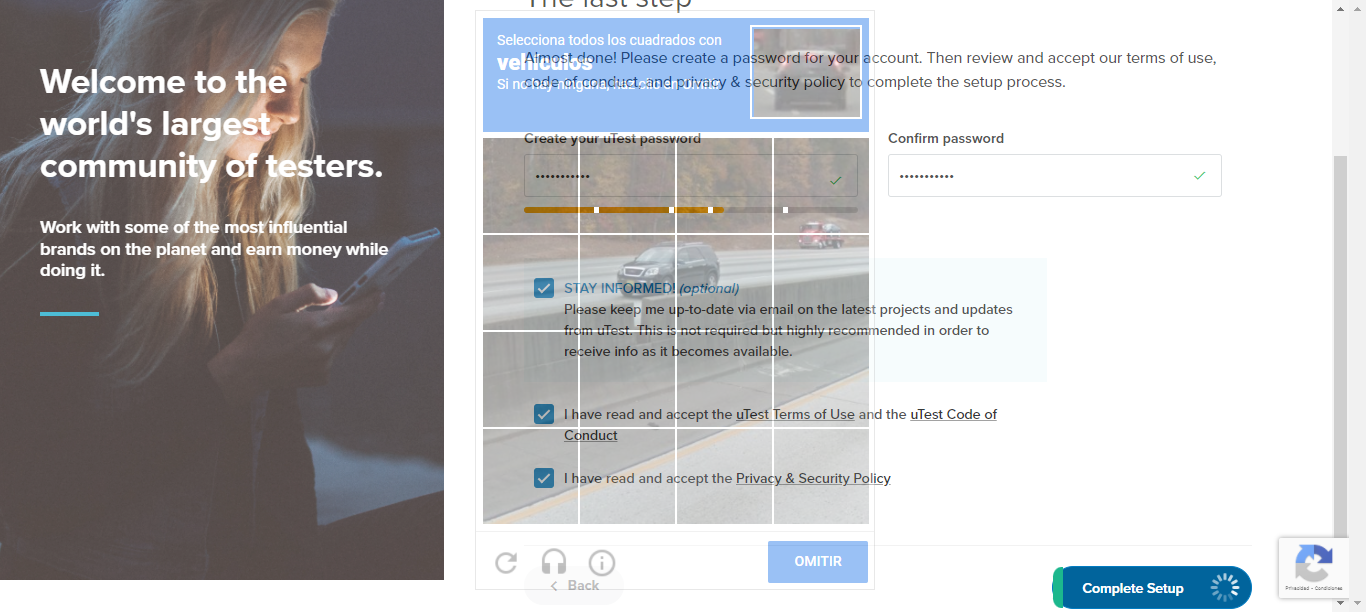 The last step
Welcome to the
world's largest
community of testers.
Work with some of the most influential
brands on the planet and earn money while
doing it.
Selecciona todos los cuadrados con
vehículos
Si no hay ninguna, haz clic en Omitir
Almost done! Please create a password for your account. Then review and accept our terms of use,
code of conduct, and privacy & security policy to complete the setup process.
Create your uTest password
Confirm password
STAY INFORMED! (optional)
Please keep me up-to-date via email on the latest projects and updates
from uTest. This is not required but highly recommended in order to
receive info as it becomes available.
I have read and accept the uTest Terms of Use and the uTest Code of
Conduct
I have read and accept the Privacy & Security Policy
OMITIR
Back
Complete Setup
Privacidad - Condiciones